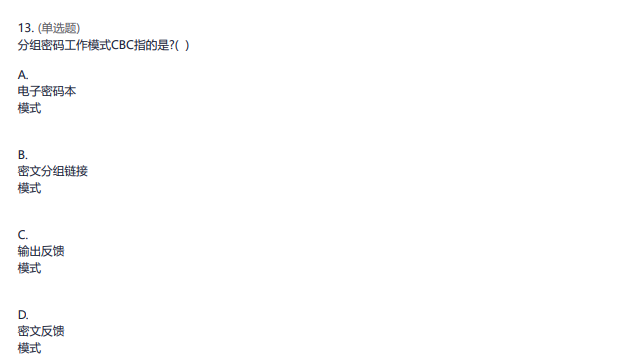 13. (单选题)
分组密码工作模式CBC指的是?( )
A.
电子密码本
模式
B.
密文分组链接
模式
C.
输出反馈
模式
D.
密文反馈
模式